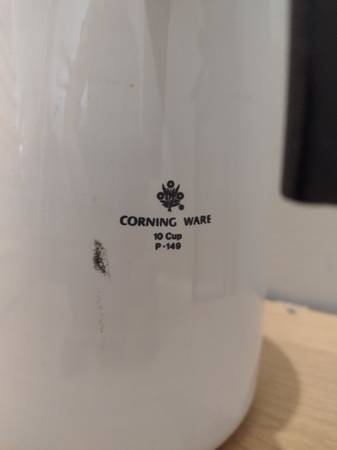 ®
CORNING WARE
10 Cup
P-149